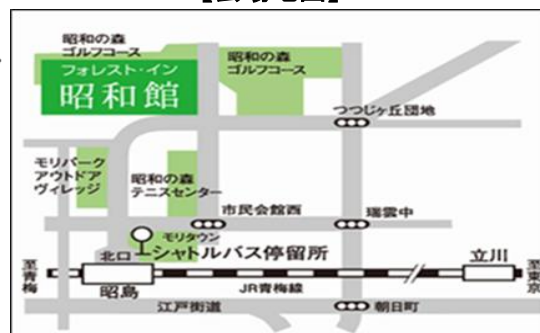 昭和の森
ゴルフコース
昭和の森
ゴルフコース
フォレスト・イン
昭和館
つつじヶ丘団地
モリパーク
アウトドア
ヴィレッジ
昭和の森
テニスセンター
市民会館西
瑞雲中
モリタウン
シャトルバス停留所
北口
至青梅
昭島
JR青梅線
立川
至東京
江戸街道
朝日町